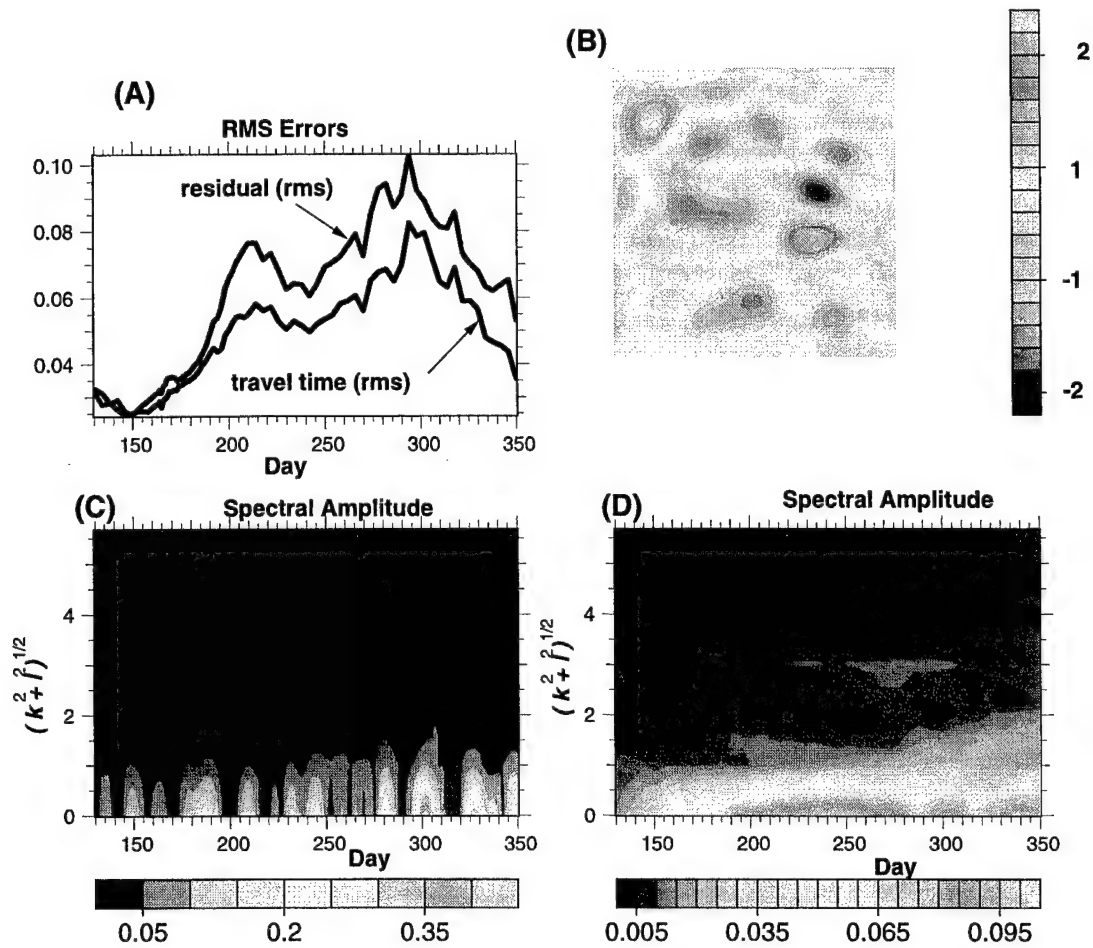 (A)
RMS Errors
0.10
0.08
0.06
0.04
residual (rms)
travel time (rms)
150 200 250 300 350
Day
(B)
2
1
-1
-2
(C)
Spectral Amplitude
(k² + l²)^1/2
4
2
0
150 200 250 300 350
Day
0.05 0.2 0.35
(D)
Spectral Amplitude
(k² + l²)^1/2
4
2
0
150 200 250 300 350
Day
0.005 0.035 0.065 0.095